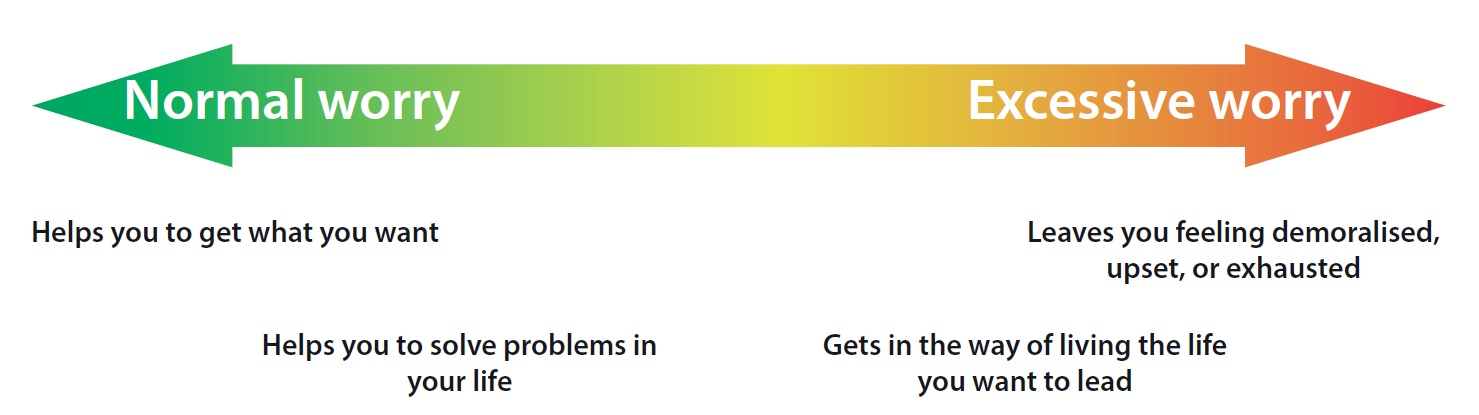 Normal worry
Excessive worry
Helps you to get what you want
Leaves you feeling demoralised,
upset, or exhausted
Helps you to solve problems in
your life
Gets in the way of living the life
you want to lead